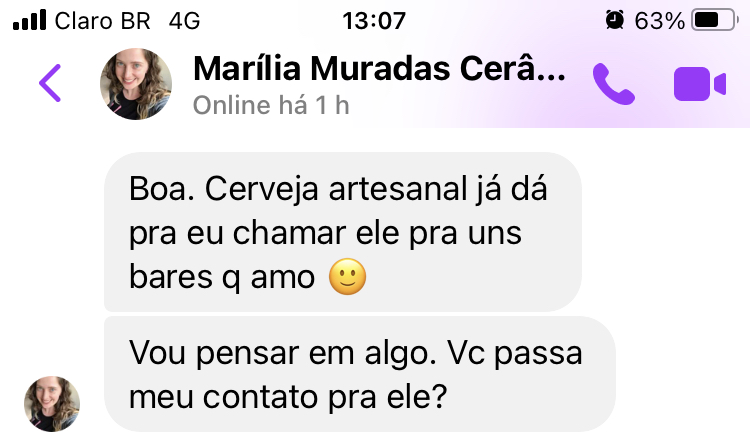 Claro BR 4G 13:07 63%
Marília Muradas Cerâ...
Online há 1 h
Boa. Cerveja artesanal já dá
pra eu chamar ele pra uns
bares q amo 🙂
Vou pensar em algo. Vc passa
meu contato pra ele?